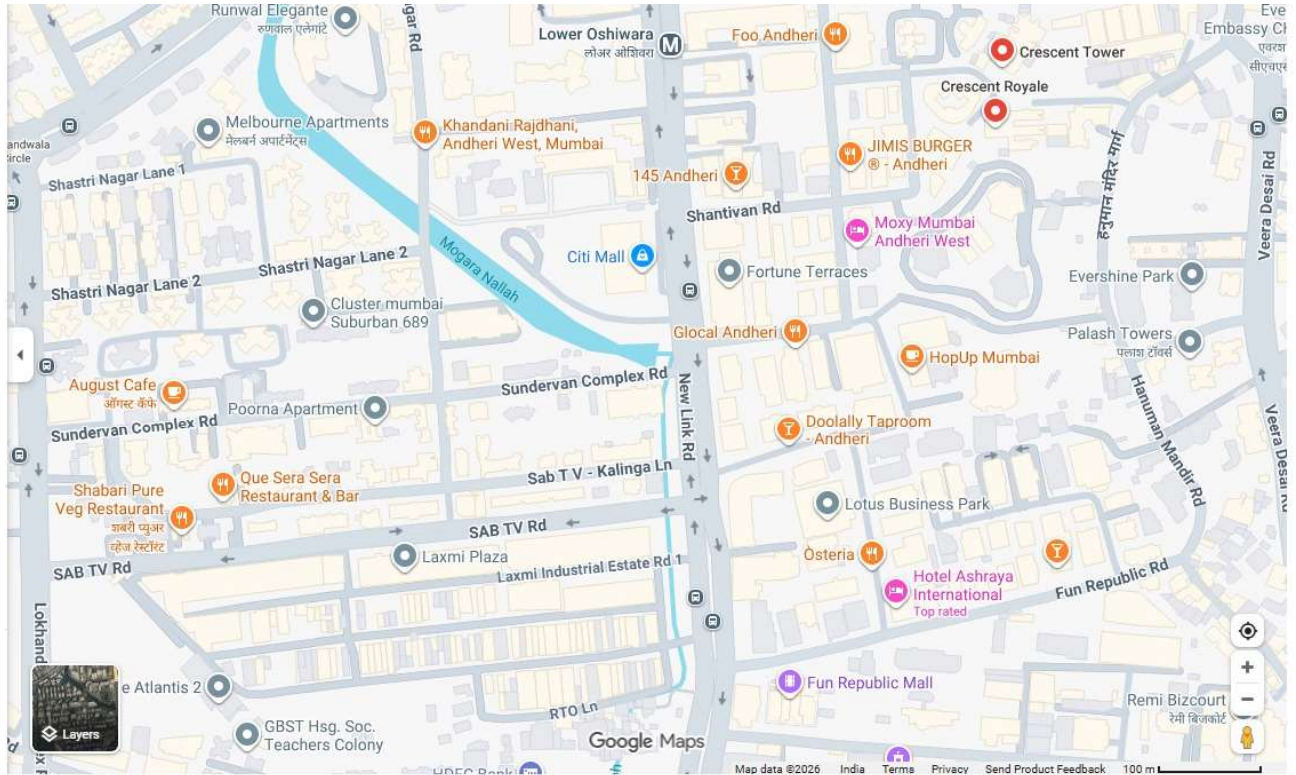 Runwal Elegante
रुणवाल एलेगांटे
Lower Oshiwara
लोअर ओशिवरा
Foo Andheri
Crescent Tower
Crescent Royale
Melbourne Apartments
मेलबर्न अपार्टमेंट्स
Khandani Rajdhani,
Andheri West, Mumbai
JIMIS BURGER
® - Andheri
Shastri Nagar Lane 1
145 Andheri
Shantivan Rd
Moxy Mumbai
Andheri West
हनुमान मंदिर मार्ग
Veera Desai Rd
Mogara Nallah
Citi Mall
Shastri Nagar Lane 2
Shastri Nagar Lane 2
Fortune Terraces
Evershine Park
Cluster mumbai
Suburban 689
Glocal Andheri
HopUp Mumbai
Palash Towers
पलाश टॉवर्स
August Cafe
ऑगस्ट कॅफे
Sundervan Complex Rd
New Link Rd
Poorna Apartment
Sundervan Complex Rd
Doolally Taproom
- Andheri
Hanuman Mandir Rd
Veera Desai Rd
Sab T V - Kalinga Ln
Que Sera Sera
Restaurant & Bar
Shabari Pure
Veg Restaurant
शबरी प्युअर
व्हेज रेस्टॉरंट
Lotus Business Park
SAB TV Rd
Laxmi Plaza
Osteria
SAB TV Rd
Laxmi Industrial Estate Rd 1
Hotel Ashraya
International
Top rated
Fun Republic Rd
Fun Republic Mall
Layers
RTO Ln
Remi Bizcourt
रेमी बिजकोर्ट
GBST Hsg. Soc.
Teachers Colony
Google Maps
Map data ©2026 India Terms Privacy Send Product Feedback 100 m